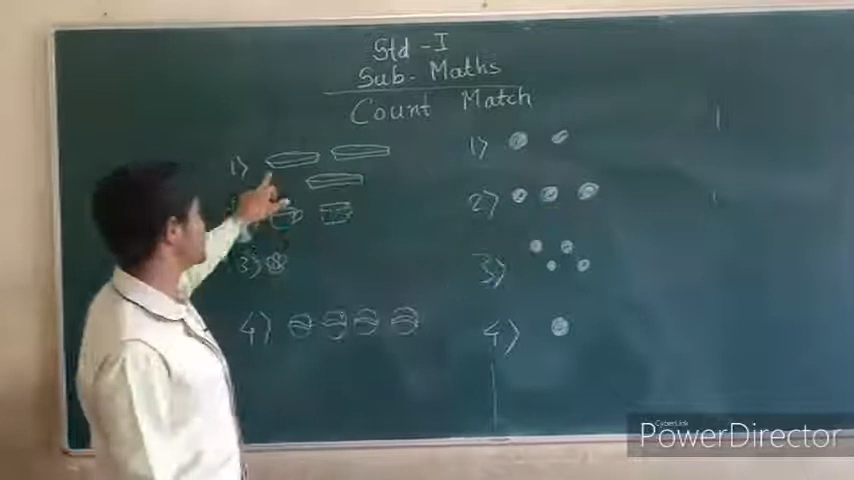 Std - I
Sub - Maths
Count Match
1) 1)
2)
3) 3)
4) 4)
CyberLink
PowerDirector